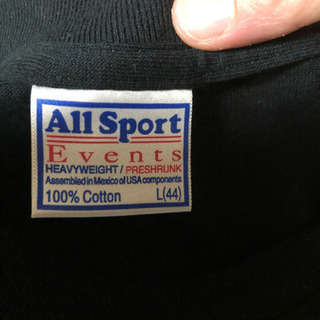 All Sport
Events
HEAVYWEIGHT / PRESHRUNK
Assembled in Mexico of USA components
100% Cotton L(44)